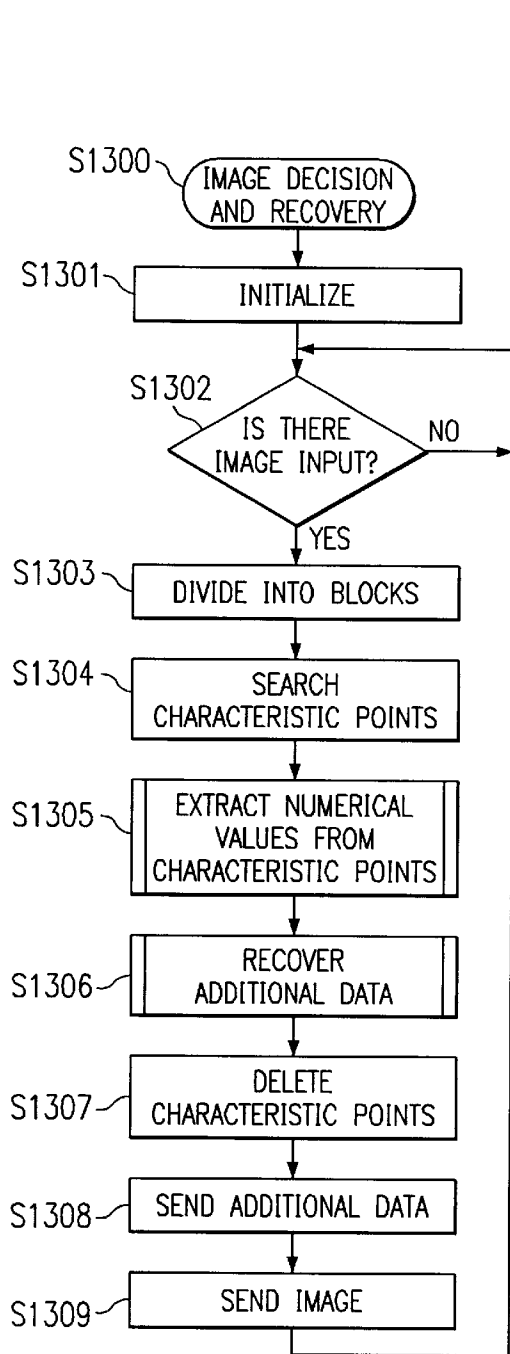 S1300
IMAGE DECISION
AND RECOVERY
S1301
INITIALIZE
S1302
IS THERE
IMAGE INPUT?
NO
YES
S1303
DIVIDE INTO BLOCKS
S1304
SEARCH
CHARACTERISTIC POINTS
S1305
EXTRACT NUMERICAL
VALUES FROM
CHARACTERISTIC POINTS
S1306
RECOVER
ADDITIONAL DATA
S1307
DELETE
CHARACTERISTIC POINTS
S1308
SEND ADDITIONAL DATA
S1309
SEND IMAGE